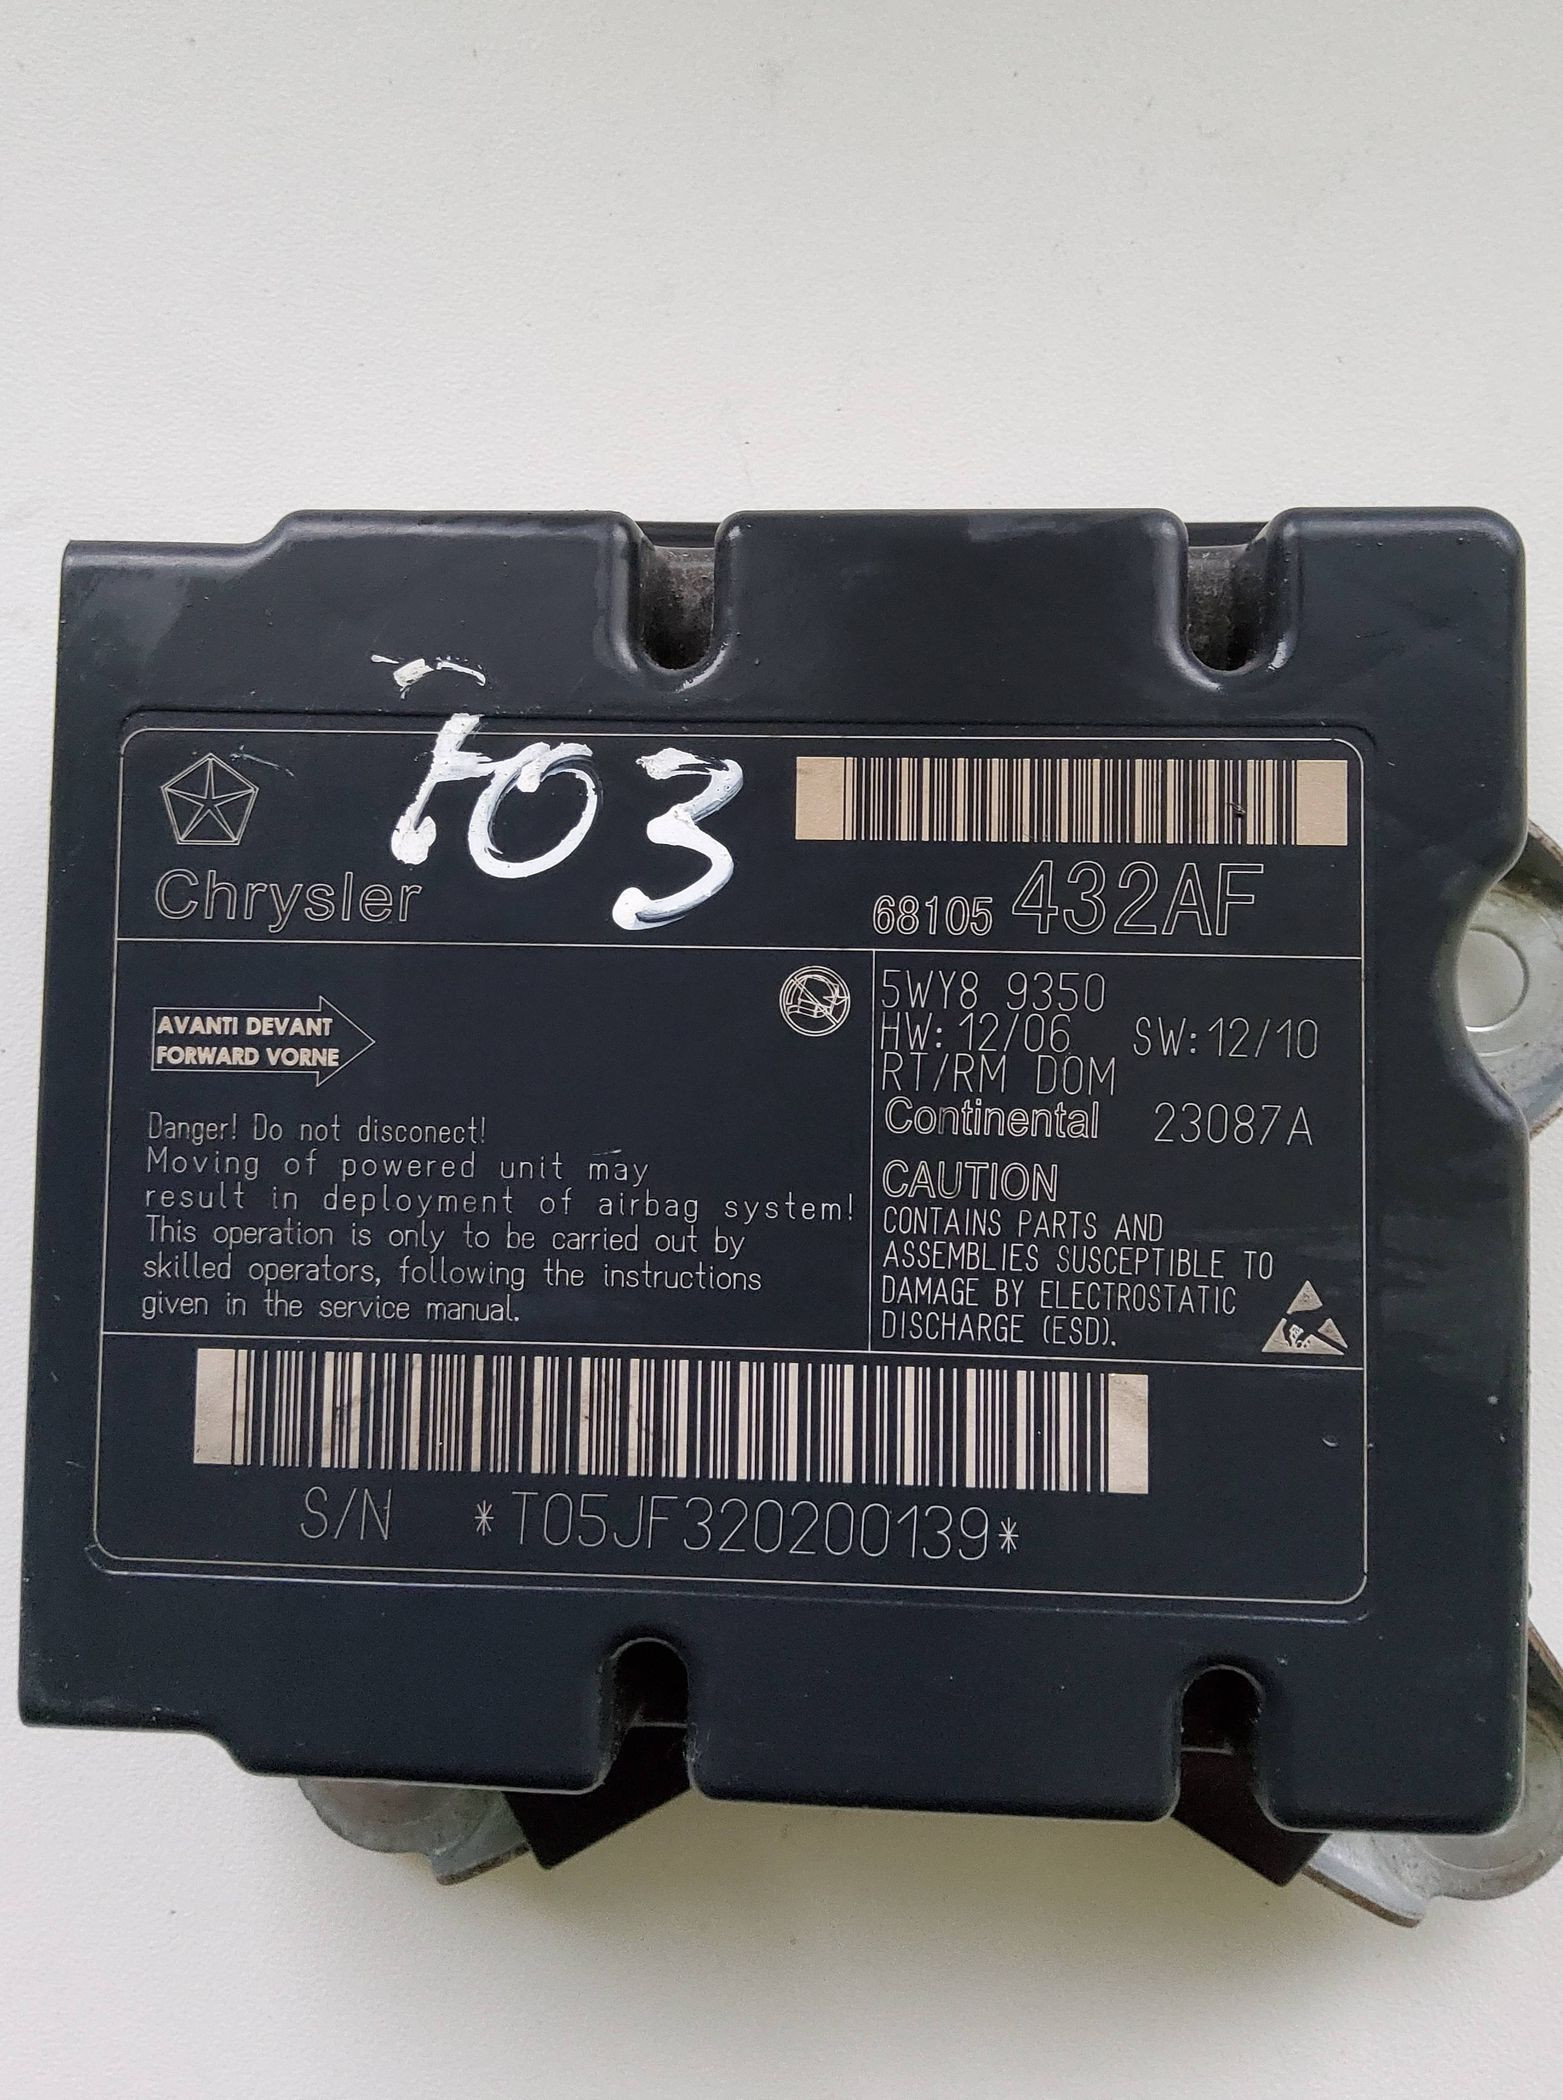 Chrysler
103
68105 432AF
AVANTI DEVANT
FORWARD VORNE
Danger! Do not disconect!
Moving of powered unit may
result in deployment of airbag system!
This operation is only to be carried out by
skilled operators, following the instructions
given in the service manual.
5WY8 9350
HW: 12/06 SW: 12/10
RT/RM DOM
Continental 23087A
CAUTION
CONTAINS PARTS AND
ASSEMBLIES SUSCEPTIBLE TO
DAMAGE BY ELECTROSTATIC
DISCHARGE (ESD).
S/N *T05JF320200139*